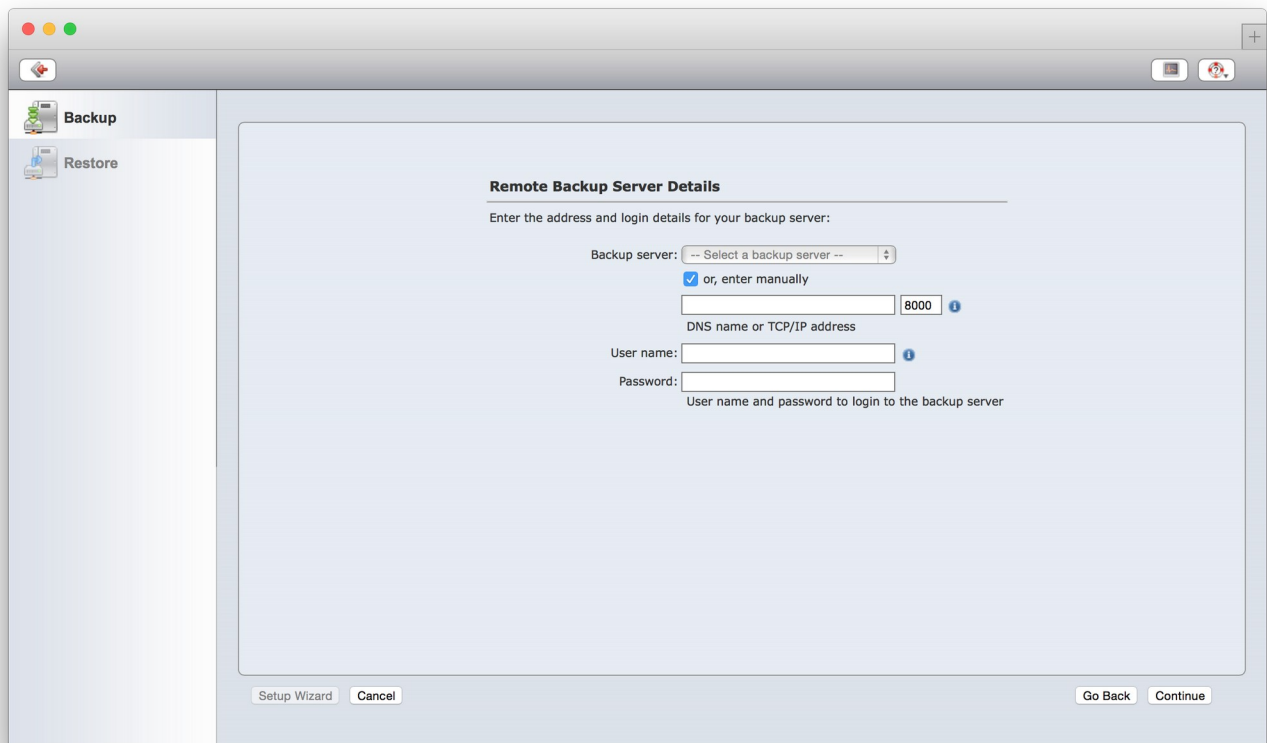 Backup
Restore
Remote Backup Server Details
Enter the address and login details for your backup server:
Backup server: -- Select a backup server --
or, enter manually
8000
DNS name or TCP/IP address
User name:
Password:
User name and password to login to the backup server
Setup Wizard Cancel Go Back Continue